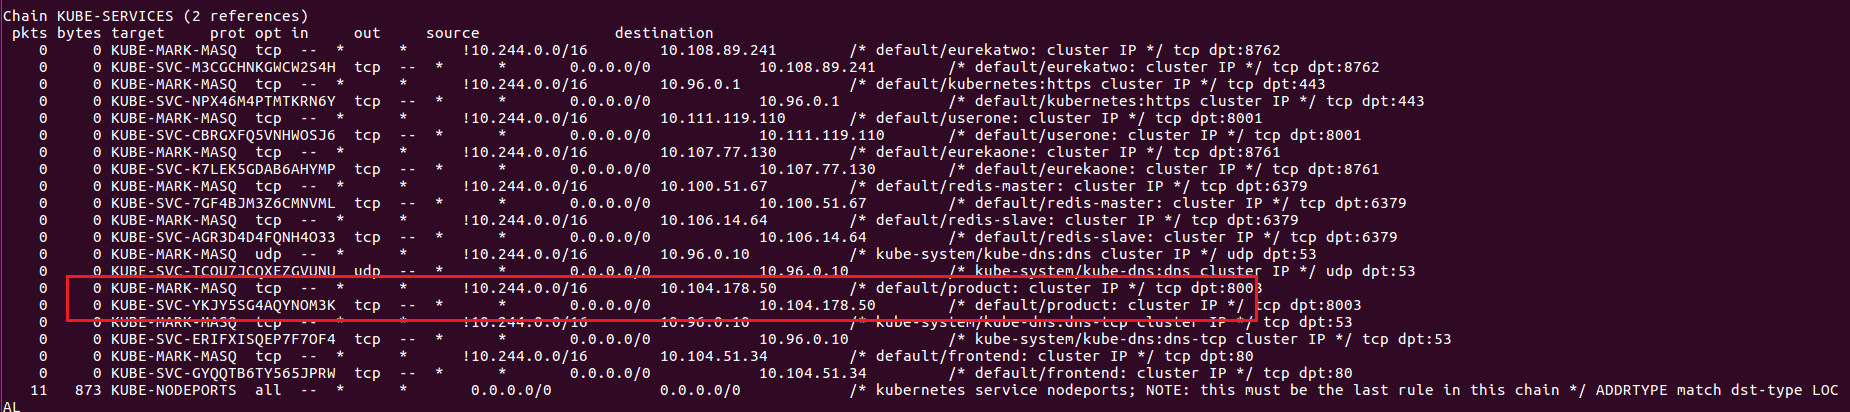 Chain KUBE-SERVICES (2 references)
pkts bytes target prot opt in out source destination
0 0 KUBE-MARK-MASQ tcp -- * * !10.244.0.0/16 10.108.89.241 /* default/eurekatwo: cluster IP */ tcp dpt:8762
0 0 KUBE-SVC-M3CGCHNKGWCW2S4H tcp -- * * 0.0.0.0/0 10.108.89.241 /* default/eurekatwo: cluster IP */ tcp dpt:8762
0 0 KUBE-MARK-MASQ tcp -- * * !10.244.0.0/16 10.96.0.1 /* default/kubernetes:https cluster IP */ tcp dpt:443
0 0 KUBE-SVC-NPX46M4PTMTKRN6Y tcp -- * * 0.0.0.0/0 10.96.0.1 /* default/kubernetes:https cluster IP */ tcp dpt:443
0 0 KUBE-MARK-MASQ tcp -- * * !10.244.0.0/16 10.111.119.110 /* default/userone: cluster IP */ tcp dpt:8001
0 0 KUBE-SVC-CBRGXFQ5VNHWOSJ6 tcp -- * * 0.0.0.0/0 10.111.119.110 /* default/userone: cluster IP */ tcp dpt:8001
0 0 KUBE-MARK-MASQ tcp -- * * !10.244.0.0/16 10.107.77.130 /* default/eurekaone: cluster IP */ tcp dpt:8761
0 0 KUBE-SVC-K7LEK5GDAB6AHYMP tcp -- * * 0.0.0.0/0 10.107.77.130 /* default/eurekaone: cluster IP */ tcp dpt:8761
0 0 KUBE-MARK-MASQ tcp -- * * !10.244.0.0/16 10.100.51.67 /* default/redis-master: cluster IP */ tcp dpt:6379
0 0 KUBE-SVC-7GF4BJM3Z6CMNVML tcp -- * * 0.0.0.0/0 10.100.51.67 /* default/redis-master: cluster IP */ tcp dpt:6379
0 0 KUBE-MARK-MASQ tcp -- * * !10.244.0.0/16 10.106.14.64 /* default/redis-slave: cluster IP */ tcp dpt:6379
0 0 KUBE-SVC-AGR3D4D4FQNH4O33 tcp -- * * 0.0.0.0/0 10.106.14.64 /* default/redis-slave: cluster IP */ tcp dpt:6379
0 0 KUBE-MARK-MASQ udp -- * * !10.244.0.0/16 10.96.0.10 /* kube-system/kube-dns:dns cluster IP */ udp dpt:53
0 0 KUBE-SVC-TCOU7JCQXEZGVUNU udp -- * * 0.0.0.0/0 10.96.0.10 /* kube-system/kube-dns:dns cluster IP */ udp dpt:53
0 0 KUBE-MARK-MASQ tcp -- * * !10.244.0.0/16 10.104.178.50 /* default/product: cluster IP */ tcp dpt:8003
0 0 KUBE-SVC-YKJY5SG4AQYNOM3K tcp -- * * 0.0.0.0/0 10.104.178.50 /* default/product: cluster IP */ tcp dpt:8003
0 0 KUBE-MARK-MASQ tcp -- * * !10.244.0.0/16 10.96.0.10 /* kube-system/kube-dns:dns-tcp cluster IP */ tcp dpt:53
0 0 KUBE-SVC-ERIFXISQEP7F7OF4 tcp -- * * 0.0.0.0/0 10.96.0.10 /* kube-system/kube-dns:dns-tcp cluster IP */ tcp dpt:53
0 0 KUBE-MARK-MASQ tcp -- * * !10.244.0.0/16 10.104.51.34 /* default/frontend: cluster IP */ tcp dpt:80
0 0 KUBE-SVC-GYQQTB6TY565JPRW tcp -- * * 0.0.0.0/0 10.104.51.34 /* default/frontend: cluster IP */ tcp dpt:80
11 873 KUBE-NODEPORTS all -- * * 0.0.0.0/0 0.0.0.0/0 /* kubernetes service nodeports; NOTE: this must be the last rule in this chain */ ADDRTYPE match dst-type LOC
AL